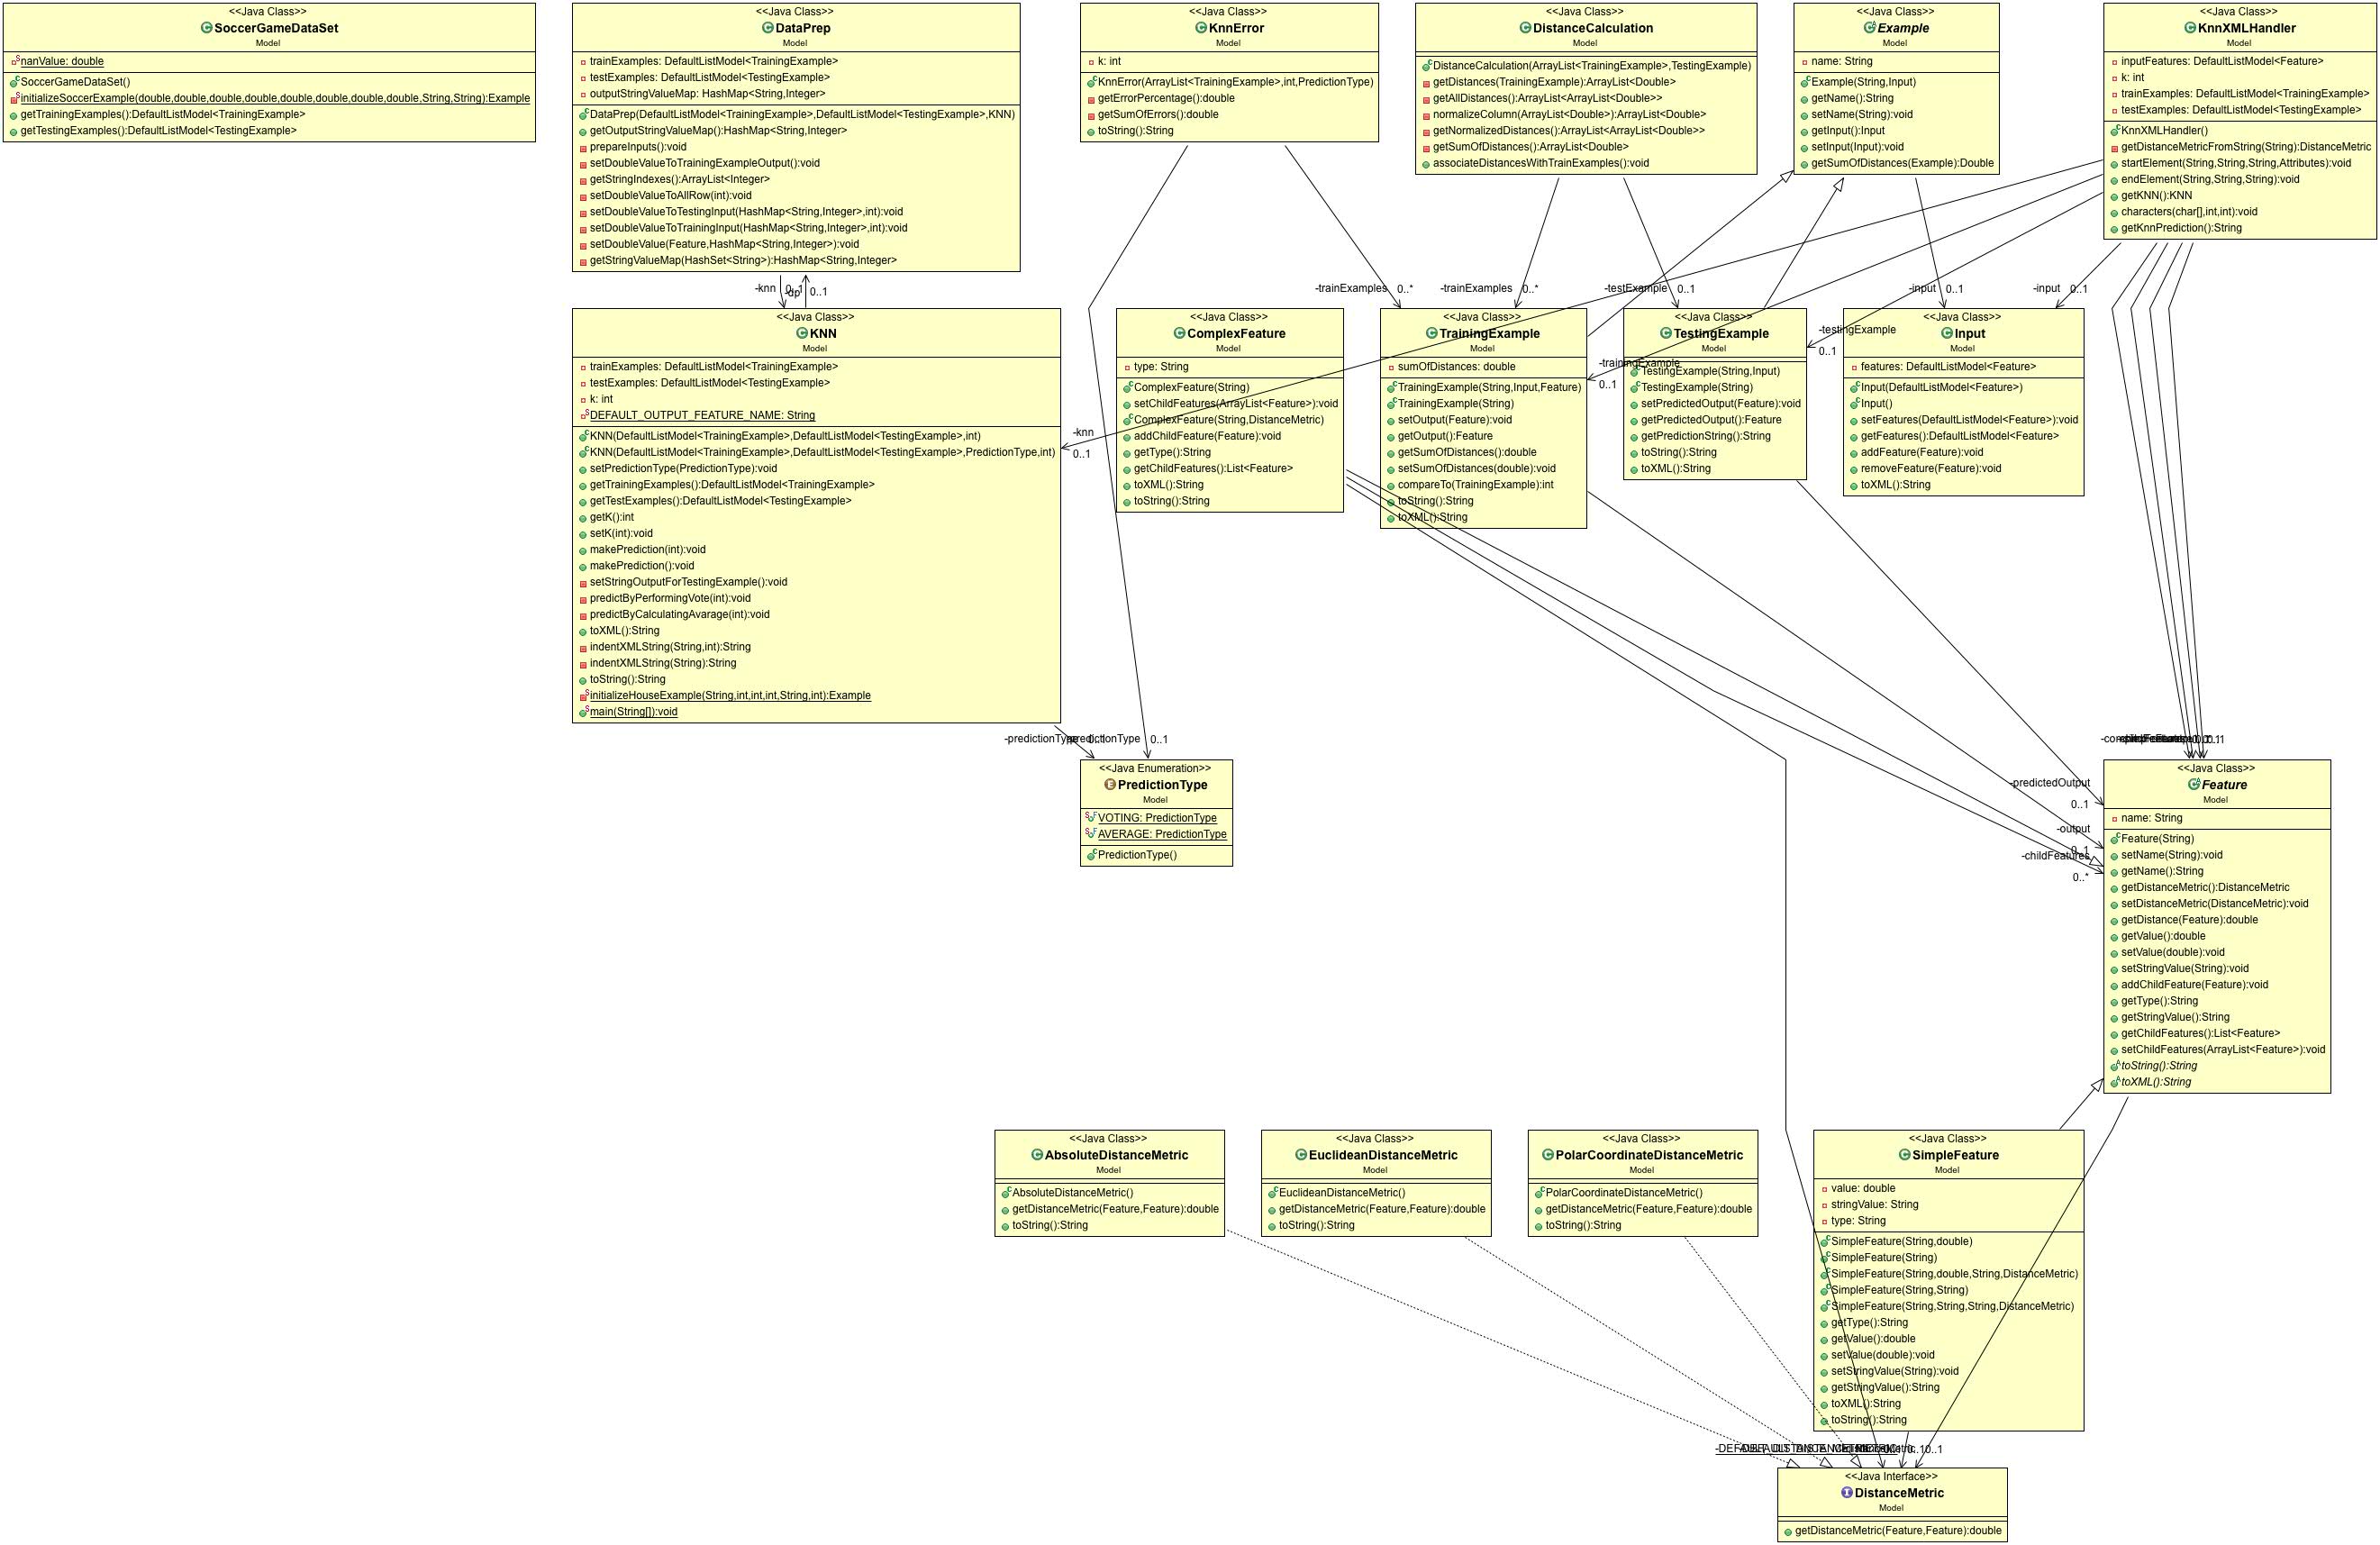 <<Java Class>>
SoccerGameDataSet
Model
nanValue: double
SoccerGameDataSet()
initializeSoccerExample(double,double,double,double,double,double,double,double,String,String):Example
getTrainingExamples():DefaultListModel<TrainingExample>
getTestingExamples():DefaultListModel<TestingExample>
<<Java Class>>
DataPrep
Model
trainExamples: DefaultListModel<TrainingExample>
testExamples: DefaultListModel<TestingExample>
outputStringValueMap: HashMap<String,Integer>
DataPrep(DefaultListModel<TrainingExample>,DefaultListModel<TestingExample>,KNN)
getOutputStringValueMap():HashMap<String,Integer>
prepareInputs():void
setDoubleValueToTrainingExampleOutput():void
getStringIndexes():ArrayList<Integer>
setDoubleValueToAllRow(int):void
setDoubleValueToTestingInput(HashMap<String,Integer>,int):void
setDoubleValueToTrainingInput(HashMap<String,Integer>,int):void
setDoubleValue(Feature,HashMap<String,Integer>):void
getStringValueMap(HashSet<String>):HashMap<String,Integer>
<<Java Class>>
KnnError
Model
k: int
KnnError(ArrayList<TrainingExample>,int,PredictionType)
getErrorPercentage():double
getSumOfErrors():double
toString():String
<<Java Class>>
DistanceCalculation
Model
DistanceCalculation(ArrayList<TrainingExample>,TestingExample)
getDistances(TrainingExample):ArrayList<Double>
getAllDistances():ArrayList<ArrayList<Double>>
normalizeColumn(ArrayList<Double>):ArrayList<Double>
getNormalizedDistances():ArrayList<ArrayList<Double>>
getSumOfDistances():ArrayList<Double>
associateDistancesWithTrainExamples():void
<<Java Class>>
Example
Model
name: String
Example(String,Input)
getName():String
setName(String):void
getInput():Input
setInput(Input):void
getSumOfDistances(Example):Double
<<Java Class>>
KnnXMLHandler
Model
inputFeatures: DefaultListModel<Feature>
k: int
trainExamples: DefaultListModel<TrainingExample>
testExamples: DefaultListModel<TestingExample>
KnnXMLHandler()
getDistanceMetricFromString(String):DistanceMetric
startElement(String,String,String,Attributes):void
endElement(String,String,String):void
getKNN():KNN
characters(char[],int,int):void
getKnnPrediction():String
-knn
0..1
-dp
0..1
-trainExamples 0..*
-trainExamples 0..*
-testExample 0..1
-input 0..1
-input 0..1
<<Java Class>>
KNN
Model
trainExamples: DefaultListModel<TrainingExample>
testExamples: DefaultListModel<TestingExample>
k: int
DEFAULT_OUTPUT_FEATURE_NAME: String
KNN(DefaultListModel<TrainingExample>,DefaultListModel<TestingExample>,int)
KNN(DefaultListModel<TrainingExample>,DefaultListModel<TestingExample>,PredictionType,int)
setPredictionType(PredictionType):void
getTrainingExamples():DefaultListModel<TrainingExample>
getTestExamples():DefaultListModel<TestingExample>
getK():int
setK(int):void
makePrediction(int):void
makePrediction():void
setStringOutputForTestingExample():void
predictByPerformingVote(int):void
predictByCalculatingAvarage(int):void
toXML():String
indentXMLString(String,int):String
indentXMLString(String):String
toString():String
initializeHouseExample(String,int,int,int,String,int):Example
main(String[]):void
-knn
0..1
<<Java Class>>
ComplexFeature
Model
type: String
ComplexFeature(String)
setChildFeatures(ArrayList<Feature>):void
ComplexFeature(String,DistanceMetric)
addChildFeature(Feature):void
getType():String
getChildFeatures():List<Feature>
toXML():String
toString():String
<<Java Class>>
TrainingExample
Model
sumOfDistances: double
TrainingExample(String,Input,Feature)
TrainingExample(String)
setOutput(Feature):void
getOutput():Feature
getSumOfDistances():double
setSumOfDistances(double):void
compareTo(TrainingExample):int
toString():String
toXML():String
-trainingExample
0..1
<<Java Class>>
TestingExample
Model
TestingExample(String,Input)
TestingExample(String)
setPredictedOutput(Feature):void
getPredictedOutput():Feature
getPredictionString():String
toString():String
toXML():String
-testingExample
0..1
<<Java Class>>
Input
Model
features: DefaultListModel<Feature>
Input(DefaultListModel<Feature>)
Input()
setFeatures(DefaultListModel<Feature>):void
getFeatures():DefaultListModel<Feature>
addFeature(Feature):void
removeFeature(Feature):void
toXML():String
-predictionType 0..1
-predictionType 0..1
<<Java Enumeration>>
PredictionType
Model
VOTING: PredictionType
AVERAGE: PredictionType
PredictionType()
-predictedOutput
0..1
-output
0..1
-childFeatures
0..*
<<Java Class>>
Feature
Model
name: String
Feature(String)
setName(String):void
getName():String
getDistanceMetric():DistanceMetric
setDistanceMetric(DistanceMetric):void
getDistance(Feature):double
getValue():double
setValue(double):void
setStringValue(String):void
addChildFeature(Feature):void
getType():String
getStringValue():String
getChildFeatures():List<Feature>
setChildFeatures(ArrayList<Feature>):void
toString():String
toXML():String
<<Java Class>>
AbsoluteDistanceMetric
Model
AbsoluteDistanceMetric()
getDistanceMetric(Feature,Feature):double
toString():String
<<Java Class>>
EuclideanDistanceMetric
Model
EuclideanDistanceMetric()
getDistanceMetric(Feature,Feature):double
toString():String
<<Java Class>>
PolarCoordinateDistanceMetric
Model
PolarCoordinateDistanceMetric()
getDistanceMetric(Feature,Feature):double
toString():String
<<Java Class>>
SimpleFeature
Model
value: double
stringValue: String
type: String
SimpleFeature(String,double)
SimpleFeature(String)
SimpleFeature(String,double,String,DistanceMetric)
SimpleFeature(String,String)
SimpleFeature(String,String,String,DistanceMetric)
getType():String
getValue():double
setValue(double):void
setStringValue(String):void
getStringValue():String
toXML():String
toString():String
<<Java Interface>>
DistanceMetric
Model
getDistanceMetric(Feature,Feature):double